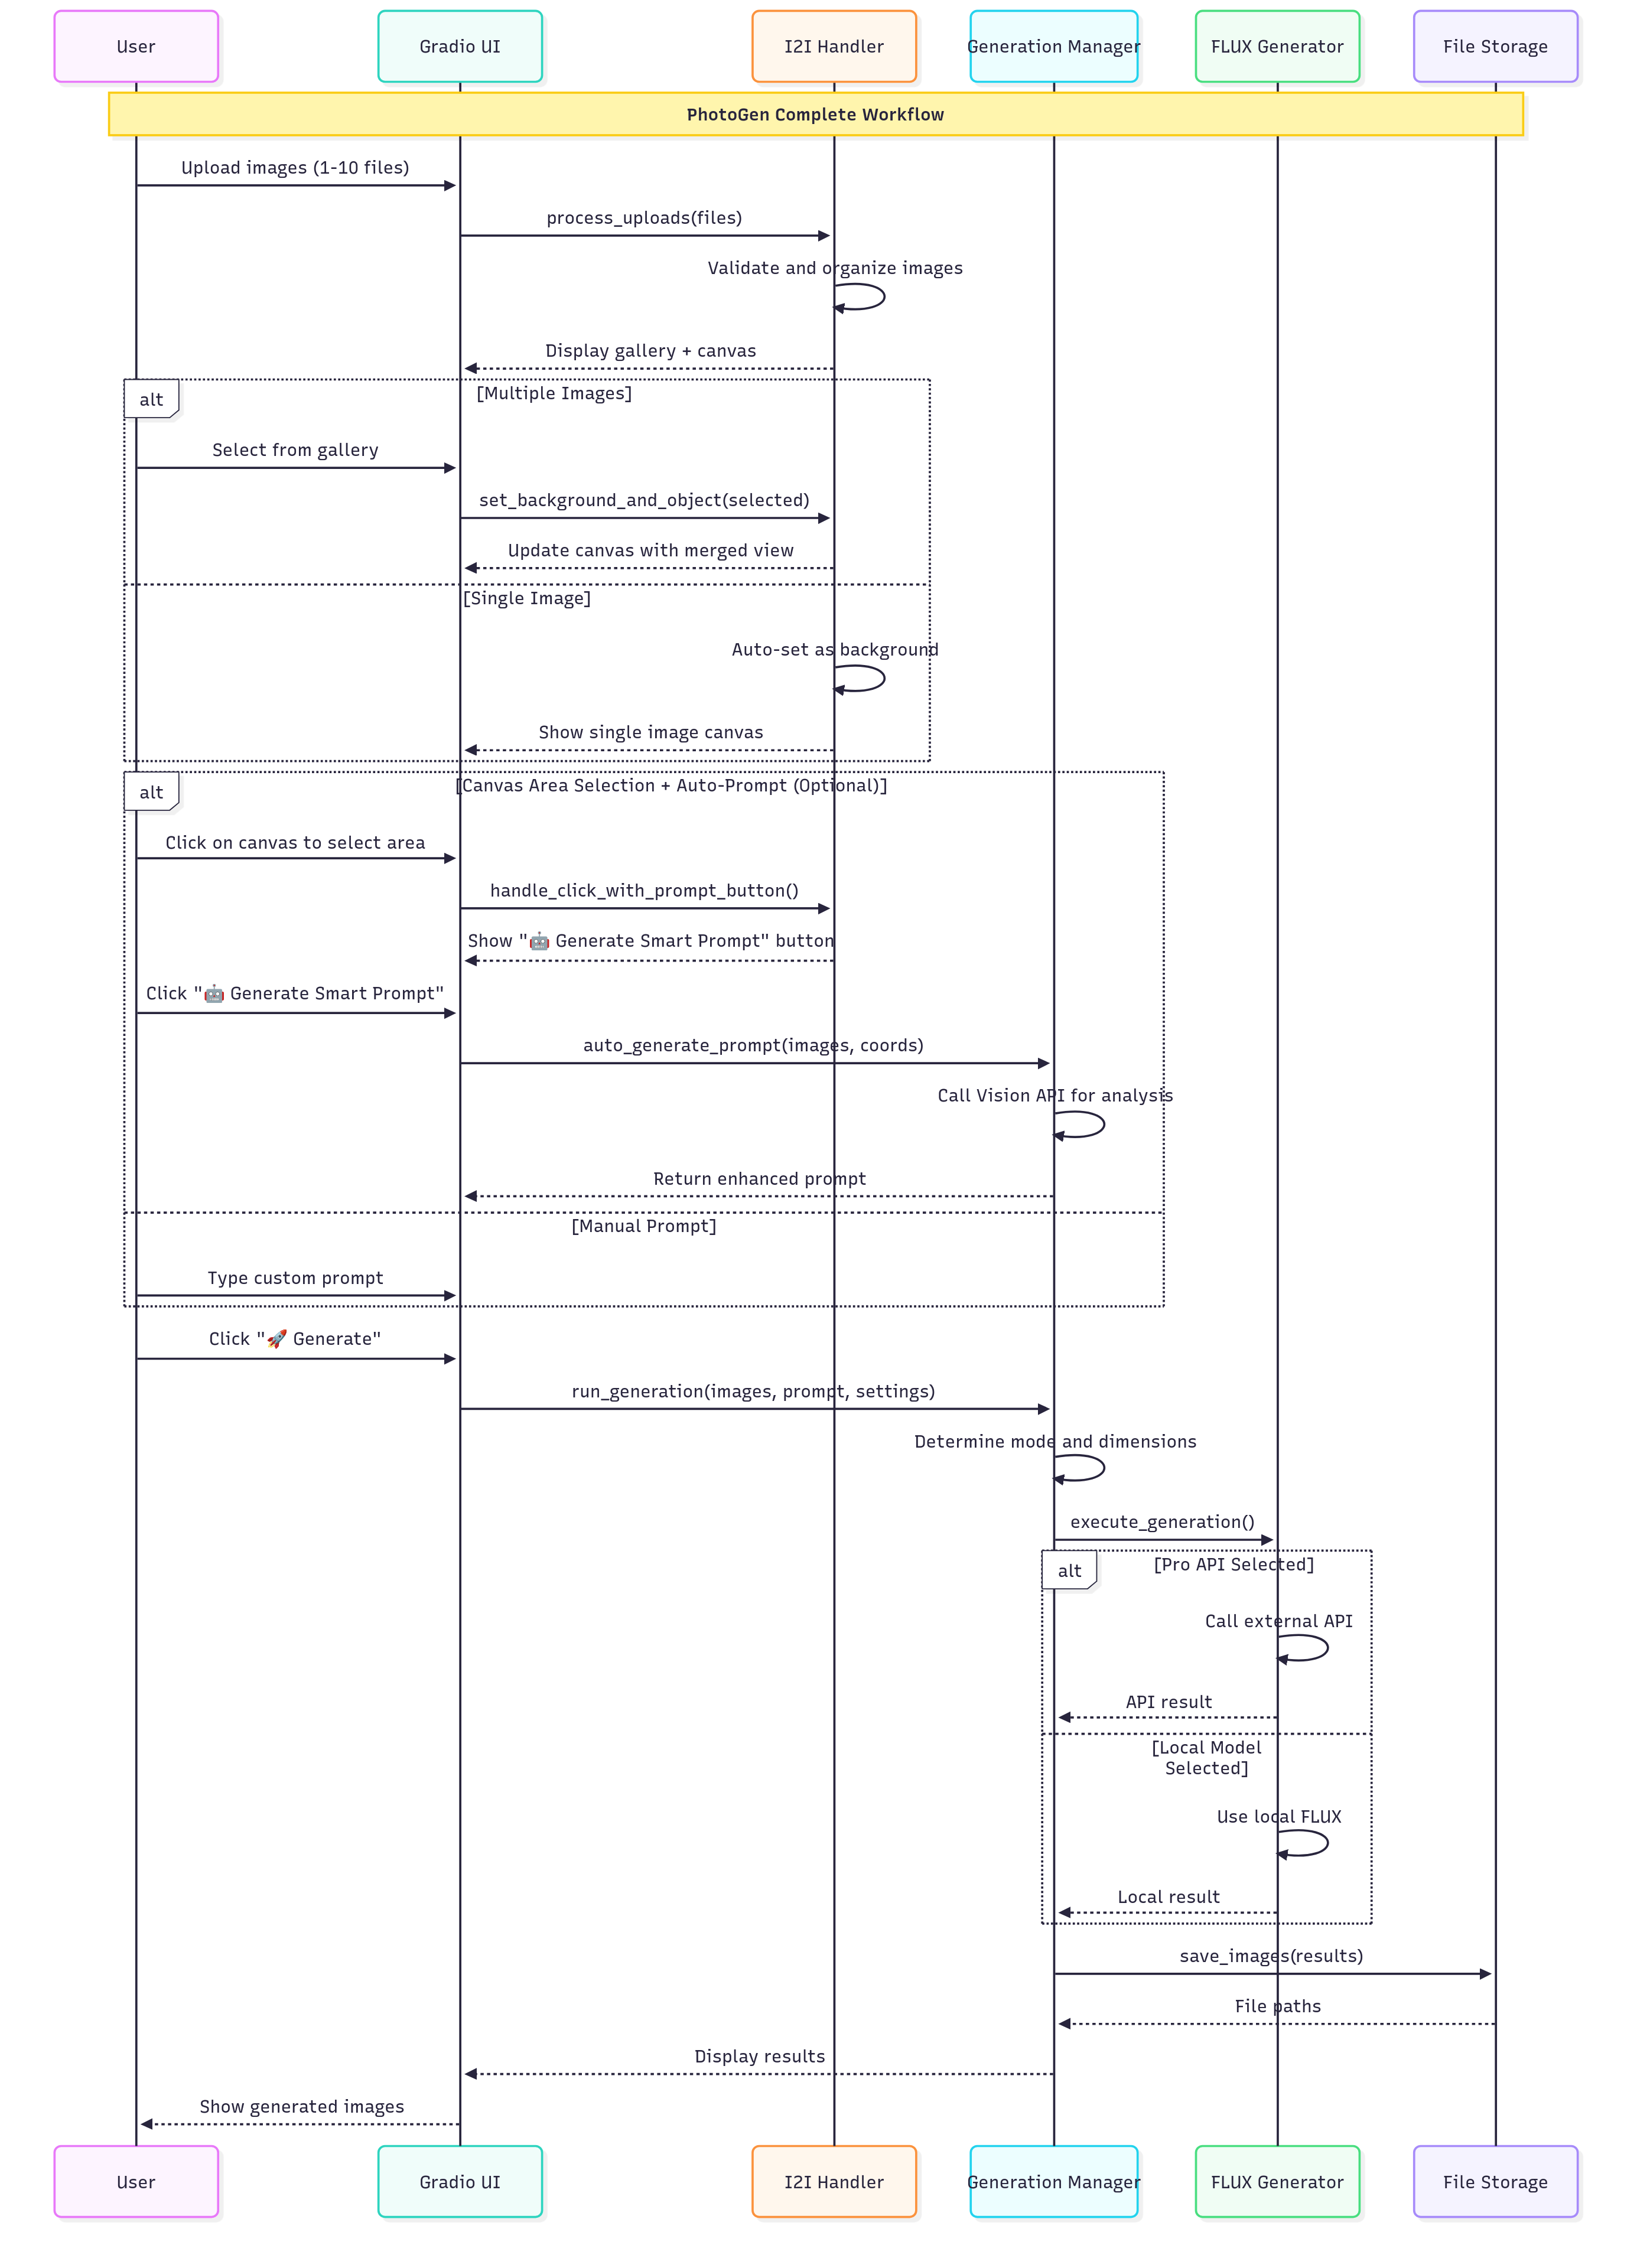 User
Gradio UI
I2I Handler
Generation Manager
FLUX Generator
File Storage
PhotoGen Complete Workflow
Upload images (1-10 files)
process_uploads(files)
Validate and organize images
Display gallery + canvas
alt
[Multiple Images]
Select from gallery
set_background_and_object(selected)
Update canvas with merged view
[Single Image]
Auto-set as background
Show single image canvas
alt
[Canvas Area Selection + Auto-Prompt (Optional)]
Click on canvas to select area
handle_click_with_prompt_button()
Show "🤖 Generate Smart Prompt" button
Click "🤖 Generate Smart Prompt"
auto_generate_prompt(images, coords)
Call Vision API for analysis
Return enhanced prompt
[Manual Prompt]
Type custom prompt
Click "🚀 Generate"
run_generation(images, prompt, settings)
Determine mode and dimensions
execute_generation()
alt
[Pro API Selected]
Call external API
API result
[Local Model
Selected]
Use local FLUX
Local result
save_images(results)
File paths
Display results
Show generated images
User
Gradio UI
I2I Handler
Generation Manager
FLUX Generator
File Storage